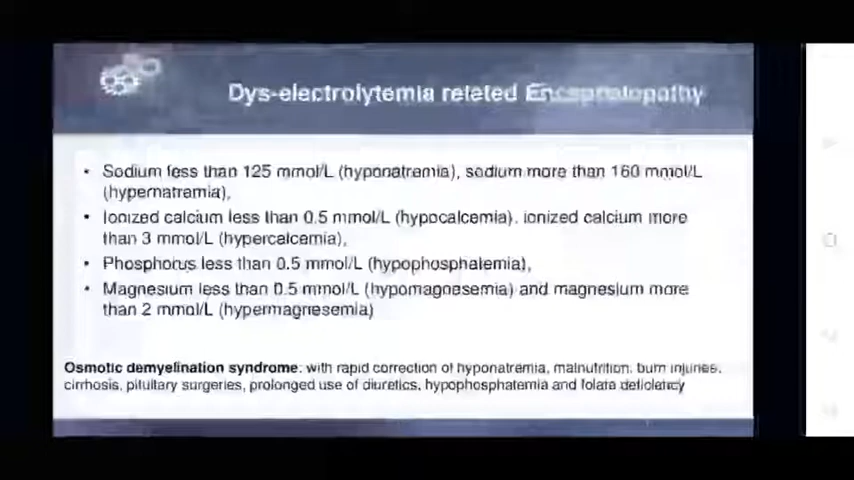 Dys-electrolytemia related Encephalopathy
• Sodium less than 125 mmol/L (hyponatremia), sodium more than 160 mmol/L
(hypernatremia),
• Ionized calcium less than 0.5 mmol/L (hypocalcemia), ionized calcium more
than 3 mmol/L (hypercalcemia),
• Phosphorus less than 0.5 mmol/L (hypophosphatemia),
• Magnesium less than 0.5 mmol/L (hypomagnesemia) and magnesium more
than 2 mmol/L (hypermagnesemia)
Osmotic demyelination syndrome: with rapid correction of hyponatremia, malnutrition, burn injuries,
cirrhosis, pituitary surgeries, prolonged use of diuretics, hypophosphatemia and folate deficiency